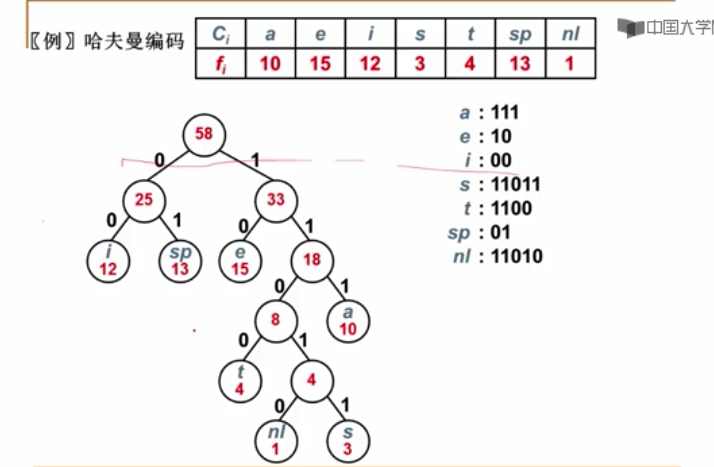 中国大学
〖例〗哈夫曼编码
Ci a e i s t sp nl
fi 10 15 12 3 4 13 1
58
0 1
25 33
0 1 0 1
i 12 sp 13 e 15 18
0 1
8 a 10
0 1
t 4 4
0 1
nl 1 s 3
a : 111
e : 10
i : 00
s : 11011
t : 1100
sp : 01
nl : 11010